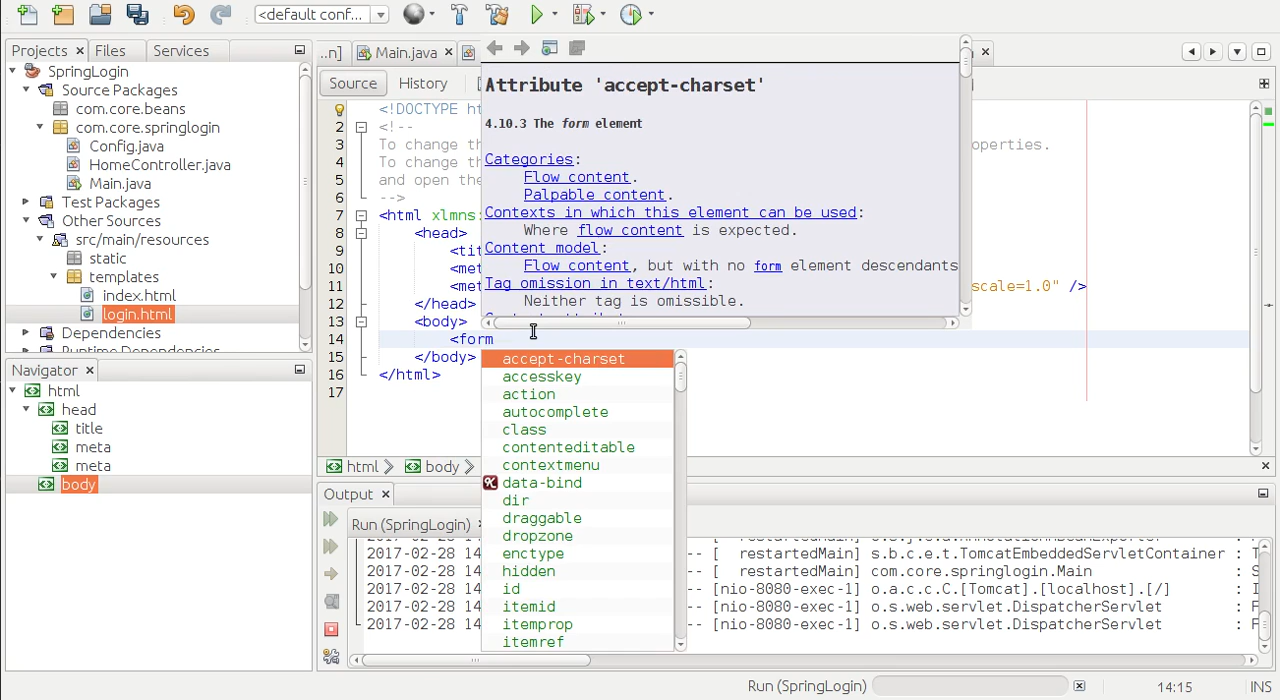 <default conf...
Projects
Files
Services
SpringLogin
Source Packages
com.core.beans
com.core.springlogin
Config.java
HomeController.java
Main.java
Test Packages
Other Sources
src/main/resources
static
templates
index.html
login.html
Dependencies
Runtime Dependencies
Navigator
html
head
title
meta
meta
body
..n]
Main.java
Source
History
<!DOCTYPE ht
2 <!--
3 To change th operties.
4 To change th
5 and open the
6 -->
7 <html xlmns:
8 <head>
9 <tit
10 <met
11 <met scale=1.0" />
12 </head>
13 <body>
14 <form
15 </body>
16 </html>
17
Attribute 'accept-charset'
4.10.3 The form element
Categories:
Flow content.
Palpable content.
Contexts in which this element can be used:
Where flow content is expected.
Content model:
Flow content, but with no form element descendants
Tag omission in text/html:
Neither tag is omissible.
accept-charset
accesskey
action
autocomplete
class
contenteditable
contextmenu
data-bind
dir
draggable
dropzone
enctype
hidden
id
itemid
itemprop
itemref
html
body
Output
Run (SpringLogin)
2017-02-28 14 -- [ restartedMain] s.b.c.e.t.TomcatEmbeddedServletContainer : T
2017-02-28 14 -- [ restartedMain] com.core.springlogin.Main : S
2017-02-28 14 -- [nio-8080-exec-1] o.a.c.c.C.[Tomcat].[localhost].[/] : I
2017-02-28 14 -- [nio-8080-exec-1] o.s.web.servlet.DispatcherServlet : F
2017-02-28 14 -- [nio-8080-exec-1] o.s.web.servlet.DispatcherServlet : F
Run (SpringLogin)
14:15
INS